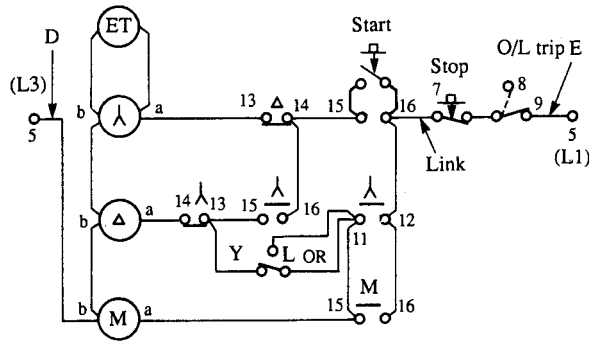 ET
Start
D
O/L trip E
Stop
(L3)
b a 13 Δ 14 15 16 7 8 9
5 5
Link
(L1)
b Δ a 14 13 15 16 11 12
Y L OR
b M a 15 M 16